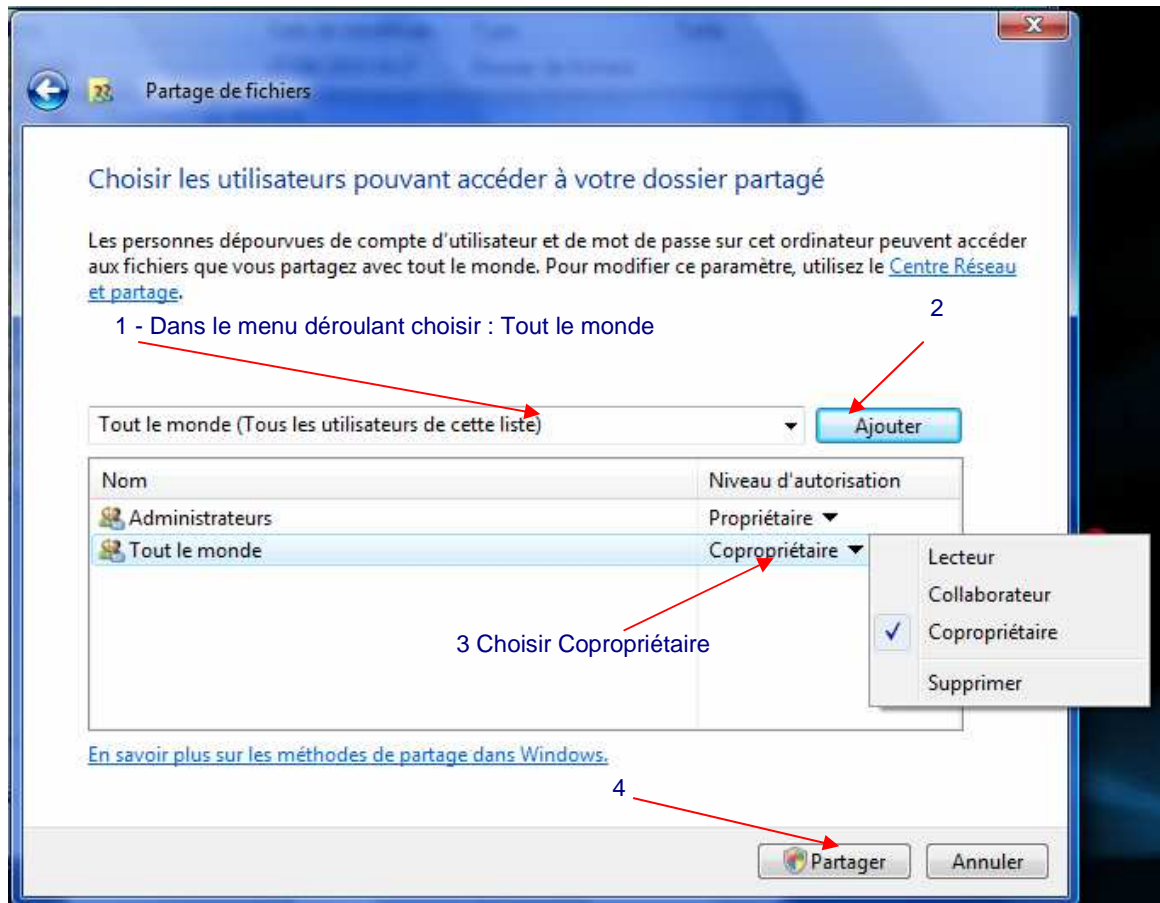 Partage de fichiers
Choisir les utilisateurs pouvant accéder à votre dossier partagé
Les personnes dépourvues de compte d'utilisateur et de mot de passe sur cet ordinateur peuvent accéder
aux fichiers que vous partagez avec tout le monde. Pour modifier ce paramètre, utilisez le Centre Réseau
et partage.
1 - Dans le menu déroulant choisir : Tout le monde
2
Tout le monde (Tous les utilisateurs de cette liste)
Ajouter
Nom
Niveau d'autorisation
Administrateurs
Propriétaire
Tout le monde
Copropriétaire
Lecteur
Collaborateur
Copropriétaire
Supprimer
3 Choisir Copropriétaire
En savoir plus sur les méthodes de partage dans Windows.
4
Partager
Annuler